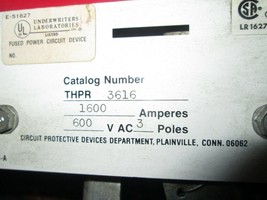 E-51827
UNDERWRITERS
LABORATORIES
UL
LISTED
FUSED POWER CIRCUIT DEVICE
NO.
LR 1627
Catalog Number
THPR 3616
1600 Amperes
600 V AC 3 Poles
CIRCUIT PROTECTIVE DEVICES DEPARTMENT, PLAINVILLE, CONN. 06062
-A